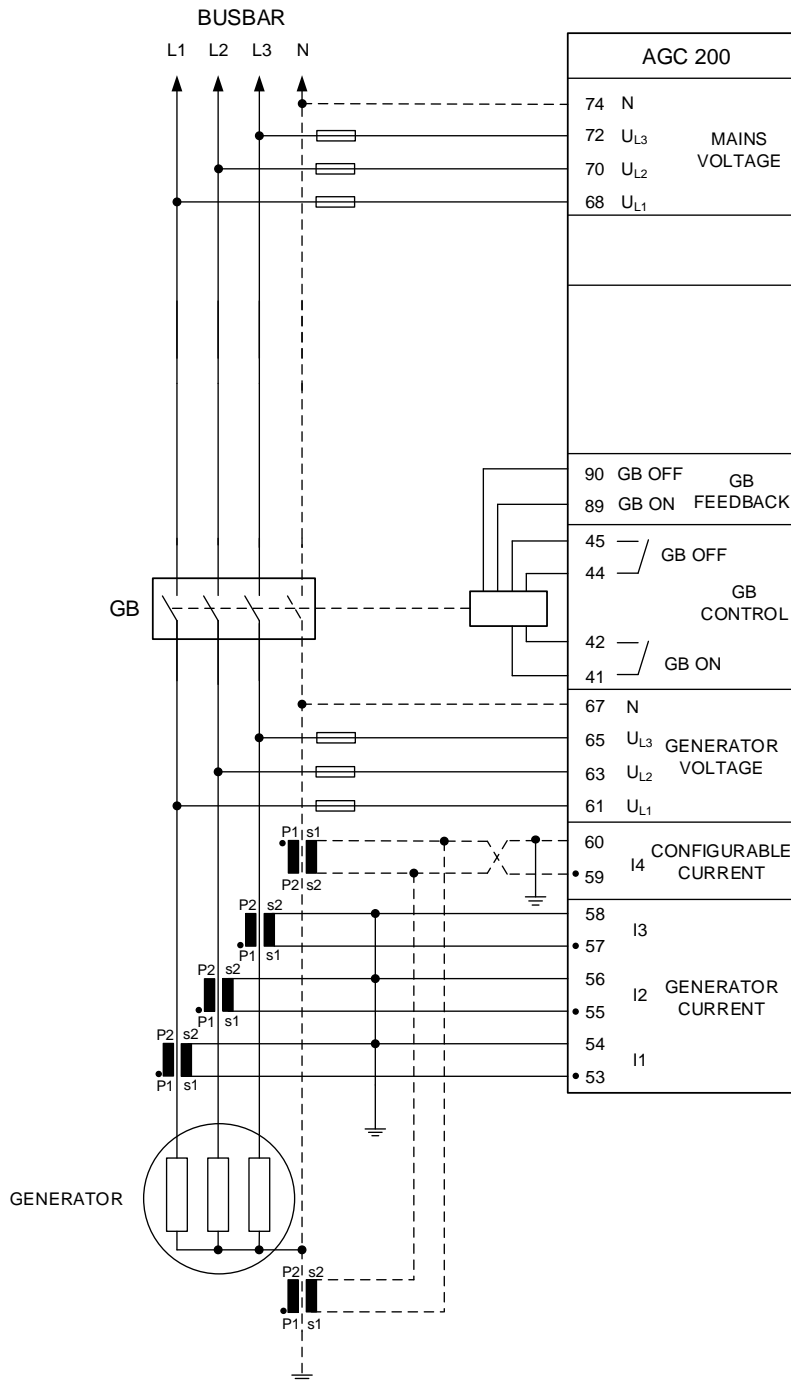 BUSBAR
L1 L2 L3 N
AGC 200
74 N
72 UL3
70 UL2
68 UL1
MAINS
VOLTAGE
90 GB OFF
89 GB ON
GB
FEEDBACK
45
44
GB OFF
GB
CONTROL
42
41
GB ON
GB
67 N
65 UL3
63 UL2
61 UL1
GENERATOR
VOLTAGE
P1 s1
P2 s2
60
59
I4
CONFIGURABLE
CURRENT
P2 s2
P1 s1
58
57
I3
P2 s2
P1 s1
56
55
I2
GENERATOR
CURRENT
P2 s2
P1 s1
54
53
I1
GENERATOR
P2 s2
P1 s1